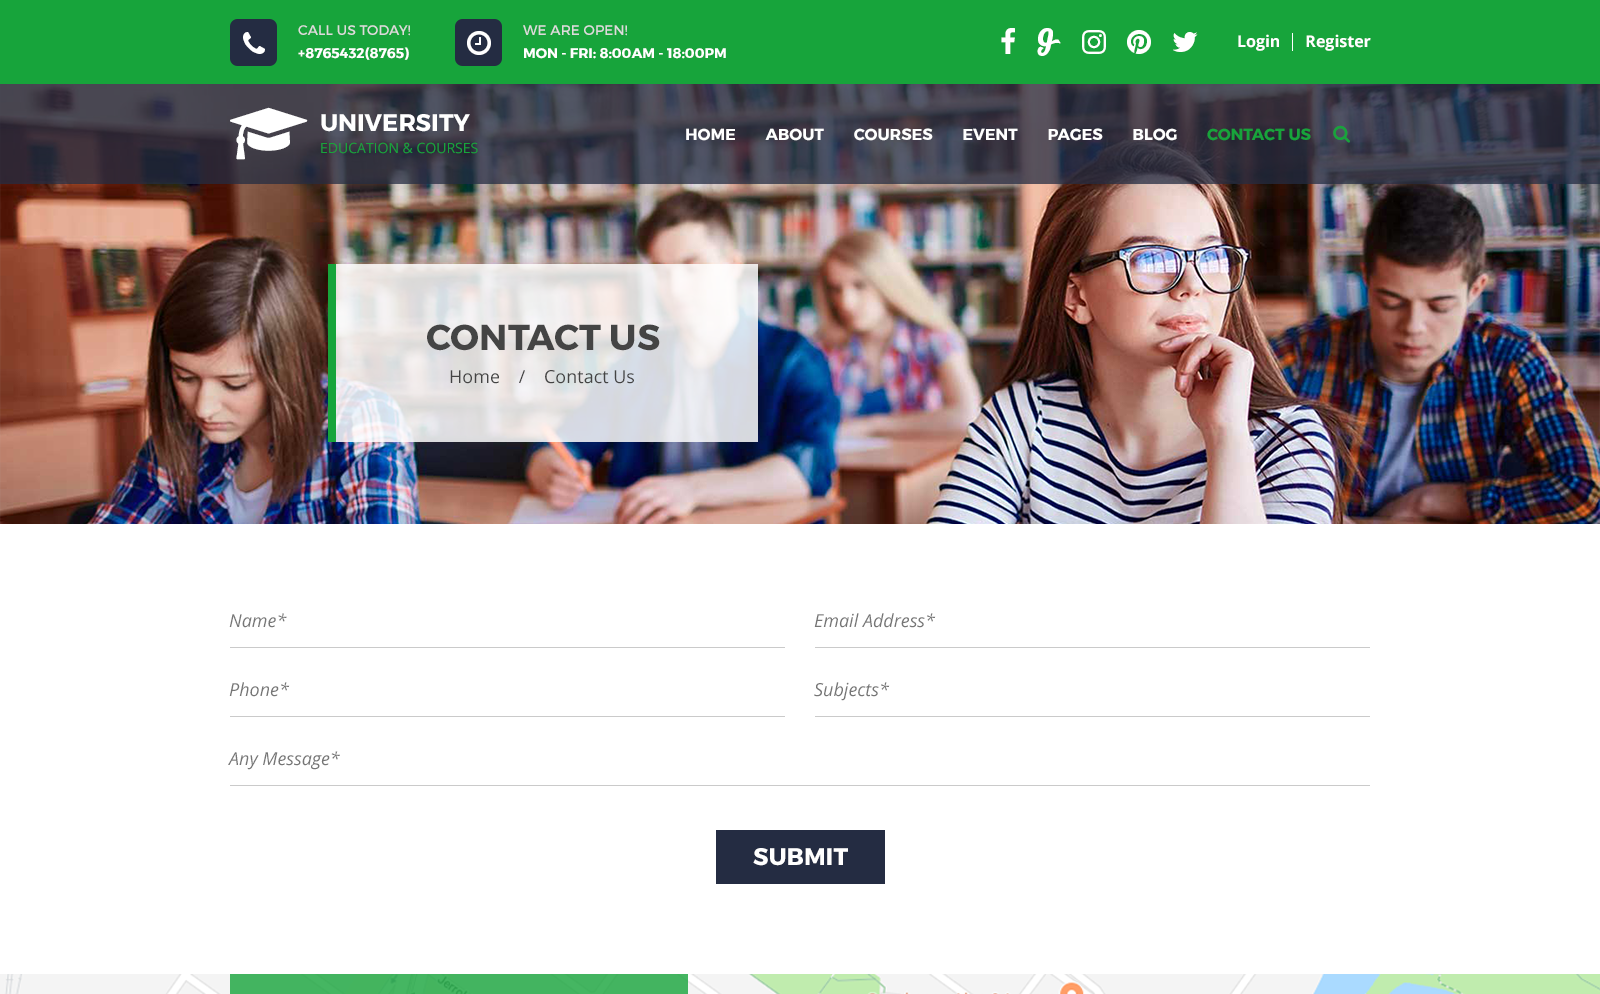 CALL US TODAY!
+8765432(8765)
WE ARE OPEN!
MON - FRI: 8:00AM - 18:00PM
Login
Register
UNIVERSITY
EDUCATION & COURSES
HOME ABOUT COURSES EVENT PAGES BLOG CONTACT US
CONTACT US
Home / Contact Us
Name*
Email Address*
Phone*
Subjects*
Any Message*
SUBMIT